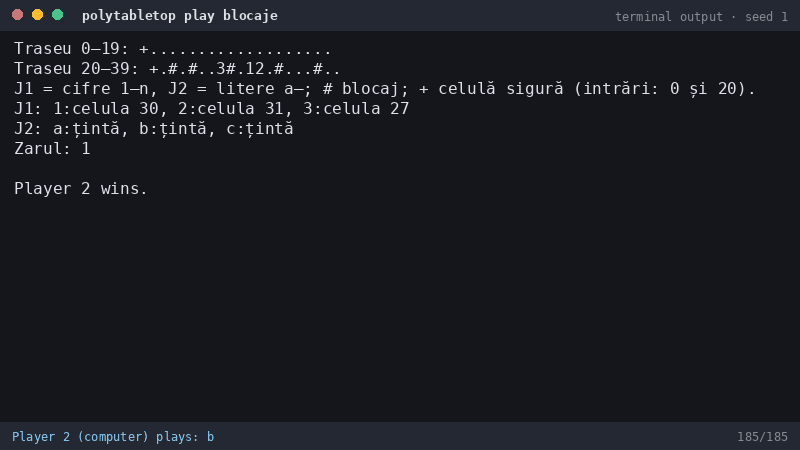 polytabletop play blocaje
terminal output · seed 1
Traseu 0–19: +...................
Traseu 20–39: +.#.#..3#.12.#...#..
J1 = cifre 1–n, J2 = litere a–; # blocaj; + celulă sigură (intrări: 0 și 20).
J1: 1:celula 30, 2:celula 31, 3:celula 27
J2: a:țintă, b:țintă, c:țintă
Zarul: 1
Player 2 wins.
Player 2 (computer) plays: b
185/185